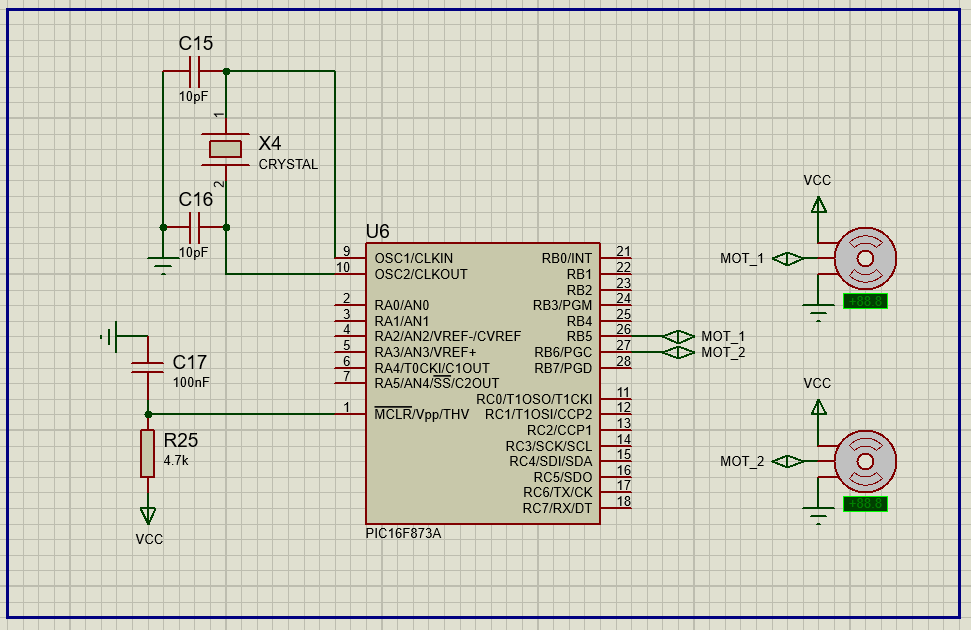 C15
10pF
1
X4
CRYSTAL
2
C16
10pF
U6
9
OSC1/CLKIN
10
OSC2/CLKOUT
2
RA0/AN0
3
RA1/AN1
4
RA2/AN2/VREF-/CVREF
5
RA3/AN3/VREF+
6
RA4/T0CKI/C1OUT
7
RA5/AN4/SS/C2OUT
1
MCLR/Vpp/THV
RB0/INT
21
RB1
22
RB2
23
RB3/PGM
24
RB4
25
RB5
26
RB6/PGC
27
RB7/PGD
28
RC0/T1OSO/T1CKI
11
RC1/T1OSI/CCP2
12
RC2/CCP1
13
RC3/SCK/SCL
14
RC4/SDI/SDA
15
RC5/SDO
16
RC6/TX/CK
17
RC7/RX/DT
18
PIC16F873A
C17
100nF
R25
4.7k
VCC
MOT_1
MOT_2
VCC
MOT_1
+88.8
VCC
MOT_2
+88.8